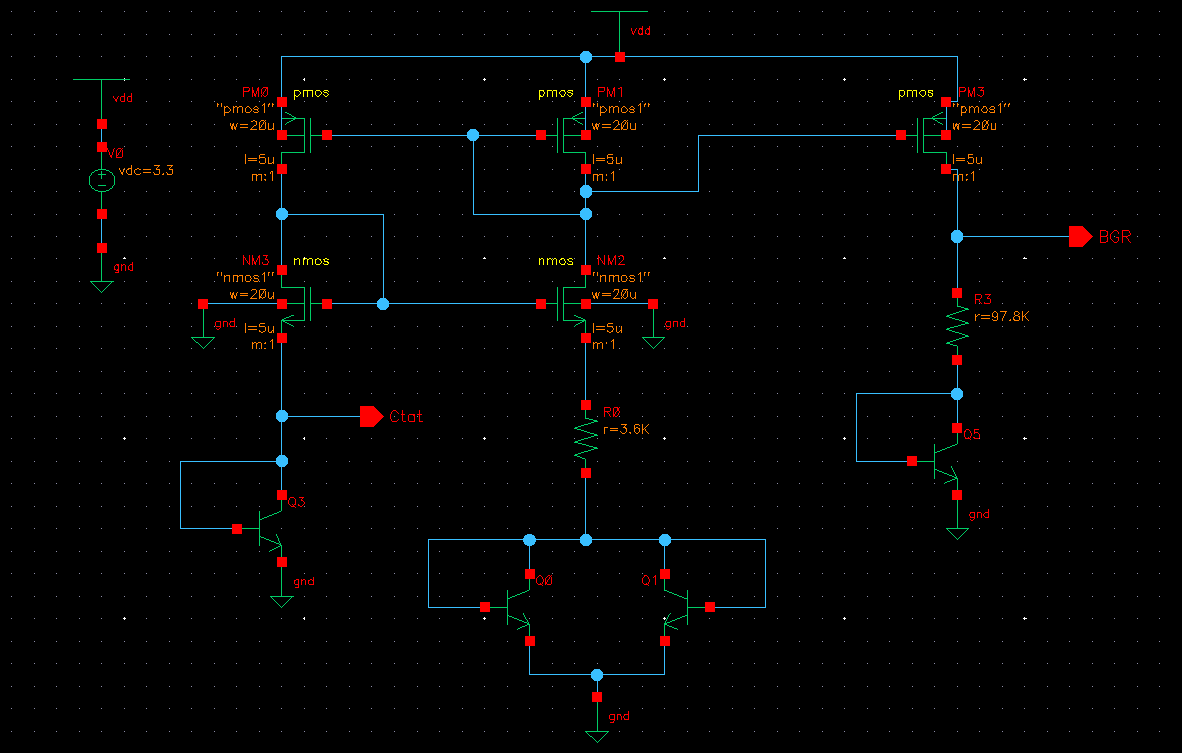 vdd
vdd
V0
vdc=3.3
gnd
PM0
pmos
"pmos1"
w=20u
l=5u
m:1
pmos
PM1
"pmos1"
w=20u
l=5u
m:1
pmos
PM3
"pmos1"
w=20u
l=5u
m:1
NM3
nmos
"nmos1"
w=20u
gnd
l=5u
m:1
nmos
NM2
"nmos1"
w=20u
gnd
l=5u
m:1
BGR
R3
r=97.8K
Ctat
R0
r=3.6K
Q5
gnd
Q3
gnd
Q0
Q1
gnd